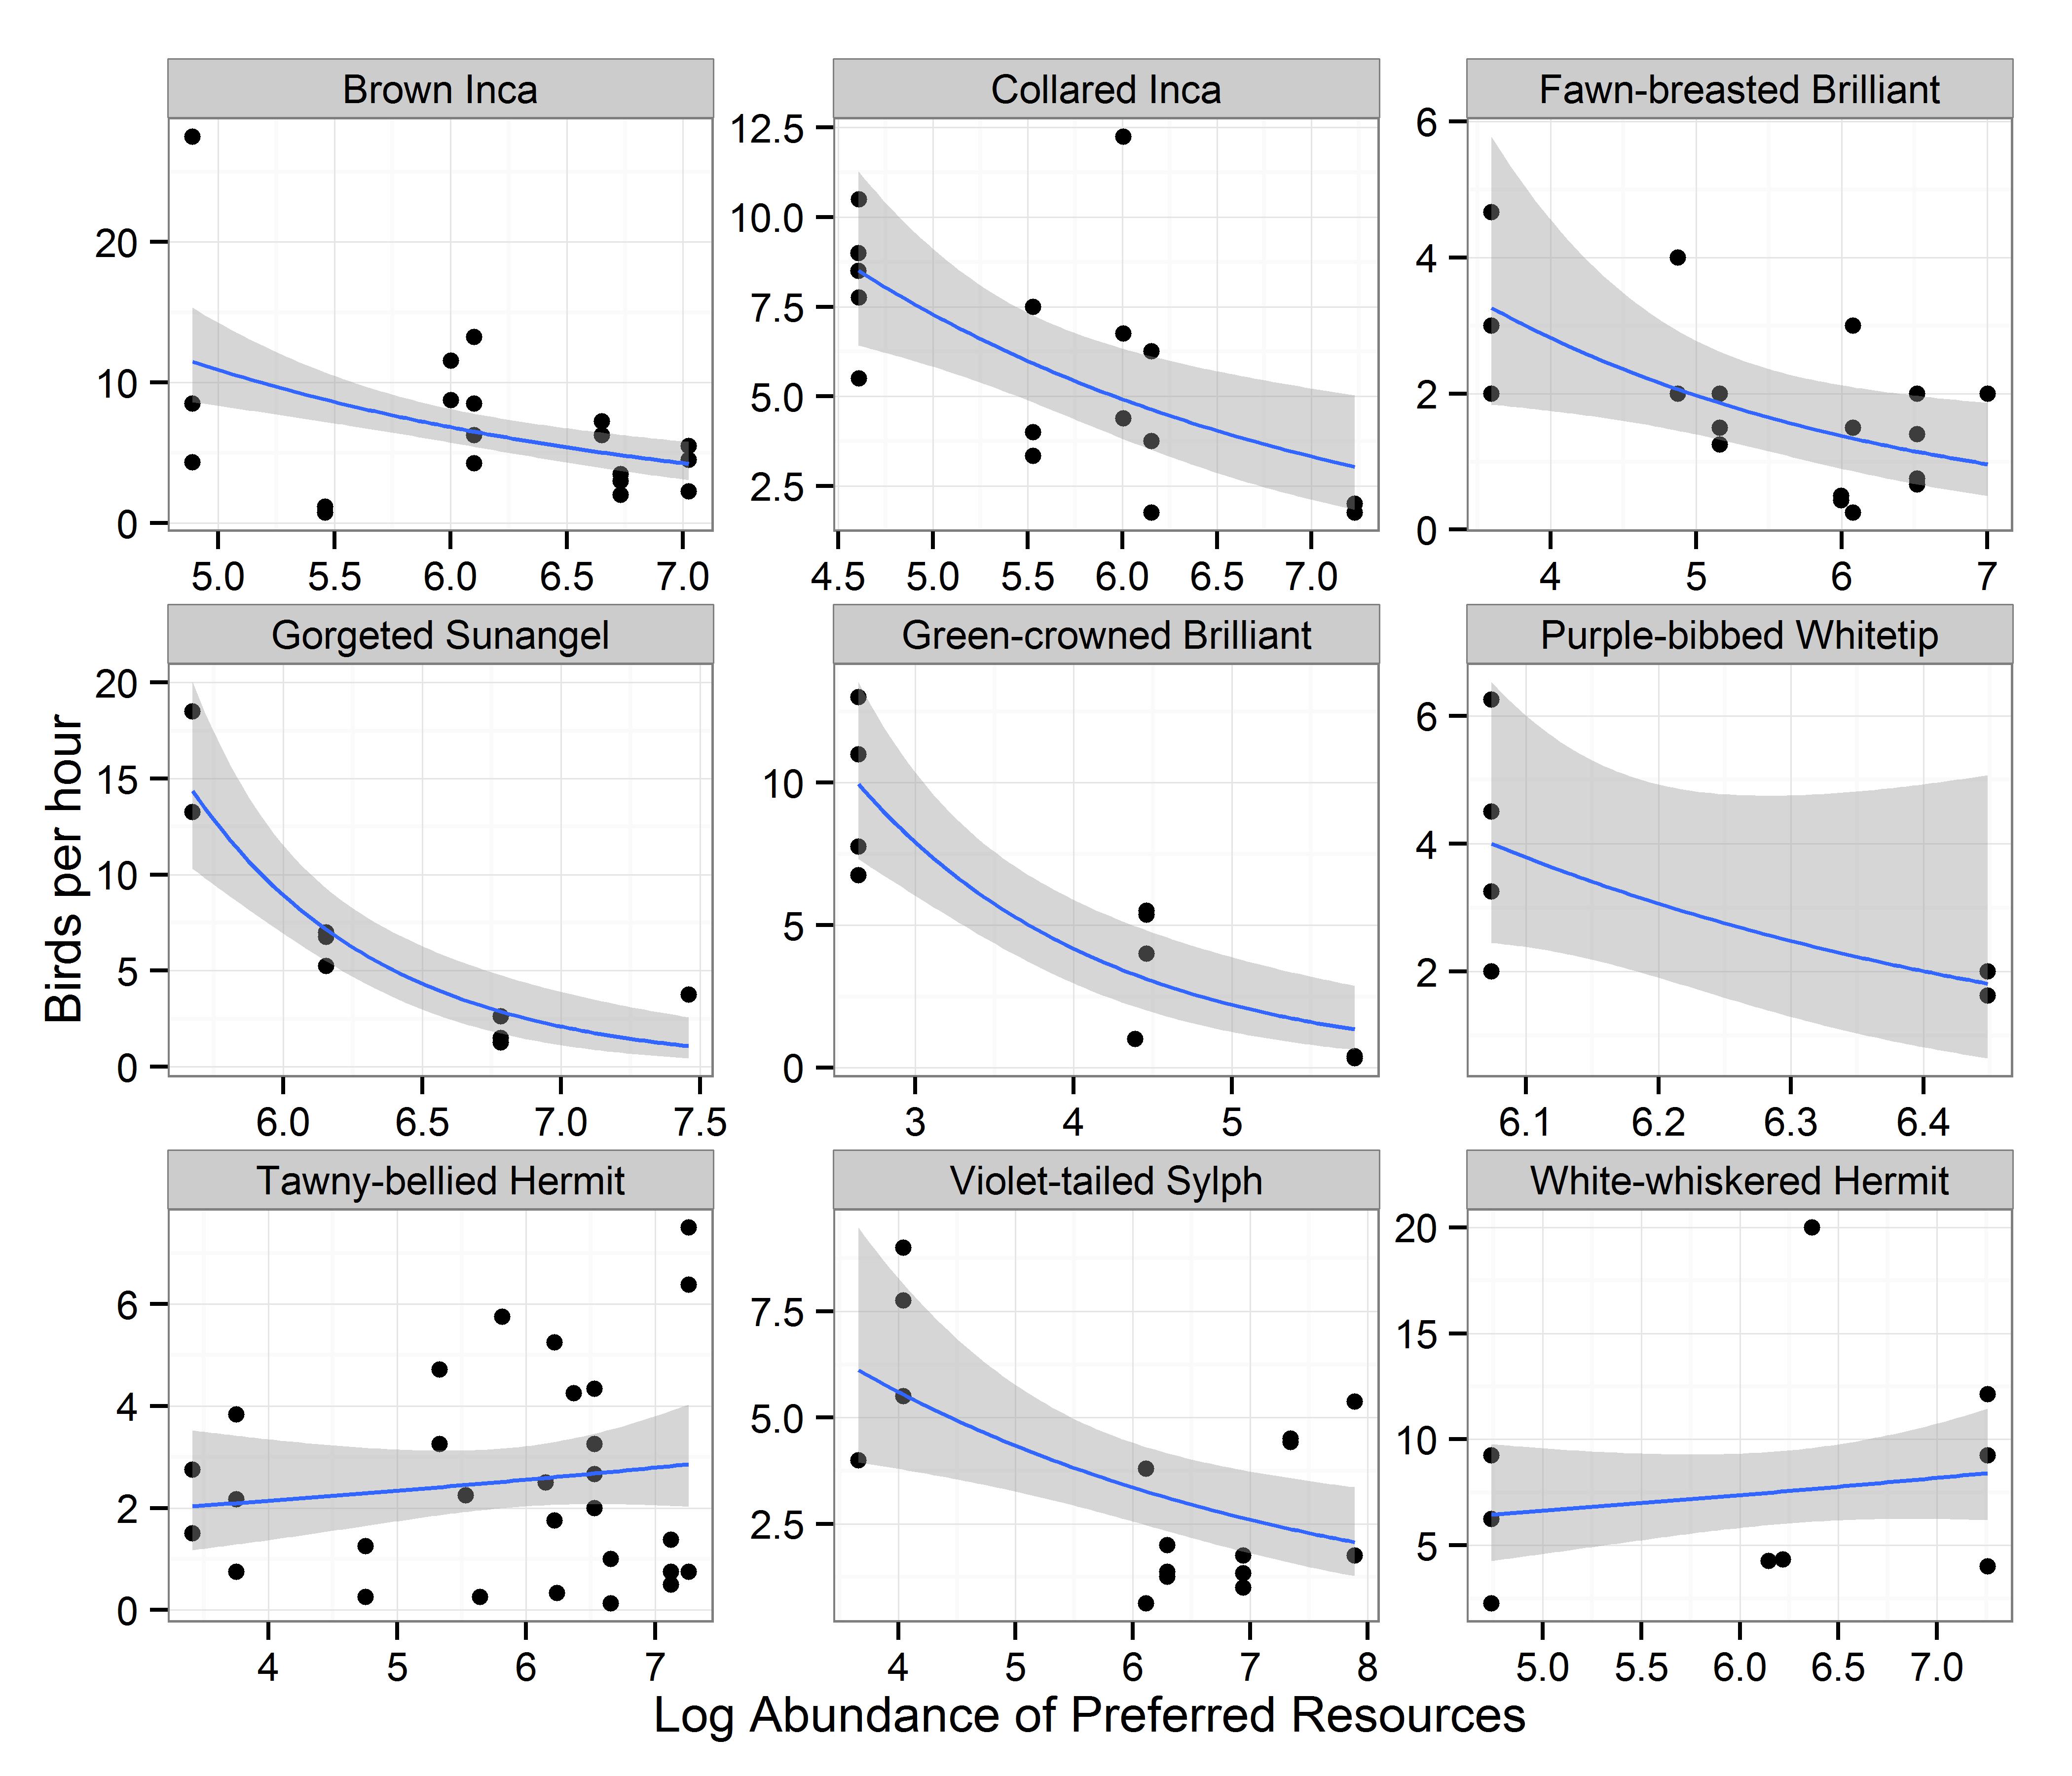 Brown Inca
Collared Inca
Fawn-breasted Brilliant
20
10
0
12.5
10.0
7.5
5.0
2.5
6
4
2
0
5.0 5.5 6.0 6.5 7.0
4.5 5.0 5.5 6.0 6.5 7.0
4 5 6 7
Gorgeted Sunangel
Green-crowned Brilliant
Purple-bibbed Whitetip
Birds per hour
20
15
10
5
0
10
5
0
6
4
2
6.0 6.5 7.0 7.5
3 4 5
6.1 6.2 6.3 6.4
Tawny-bellied Hermit
Violet-tailed Sylph
White-whiskered Hermit
6
4
2
0
7.5
5.0
2.5
20
15
10
5
4 5 6 7
4 5 6 7 8
5.0 5.5 6.0 6.5 7.0
Log Abundance of Preferred Resources